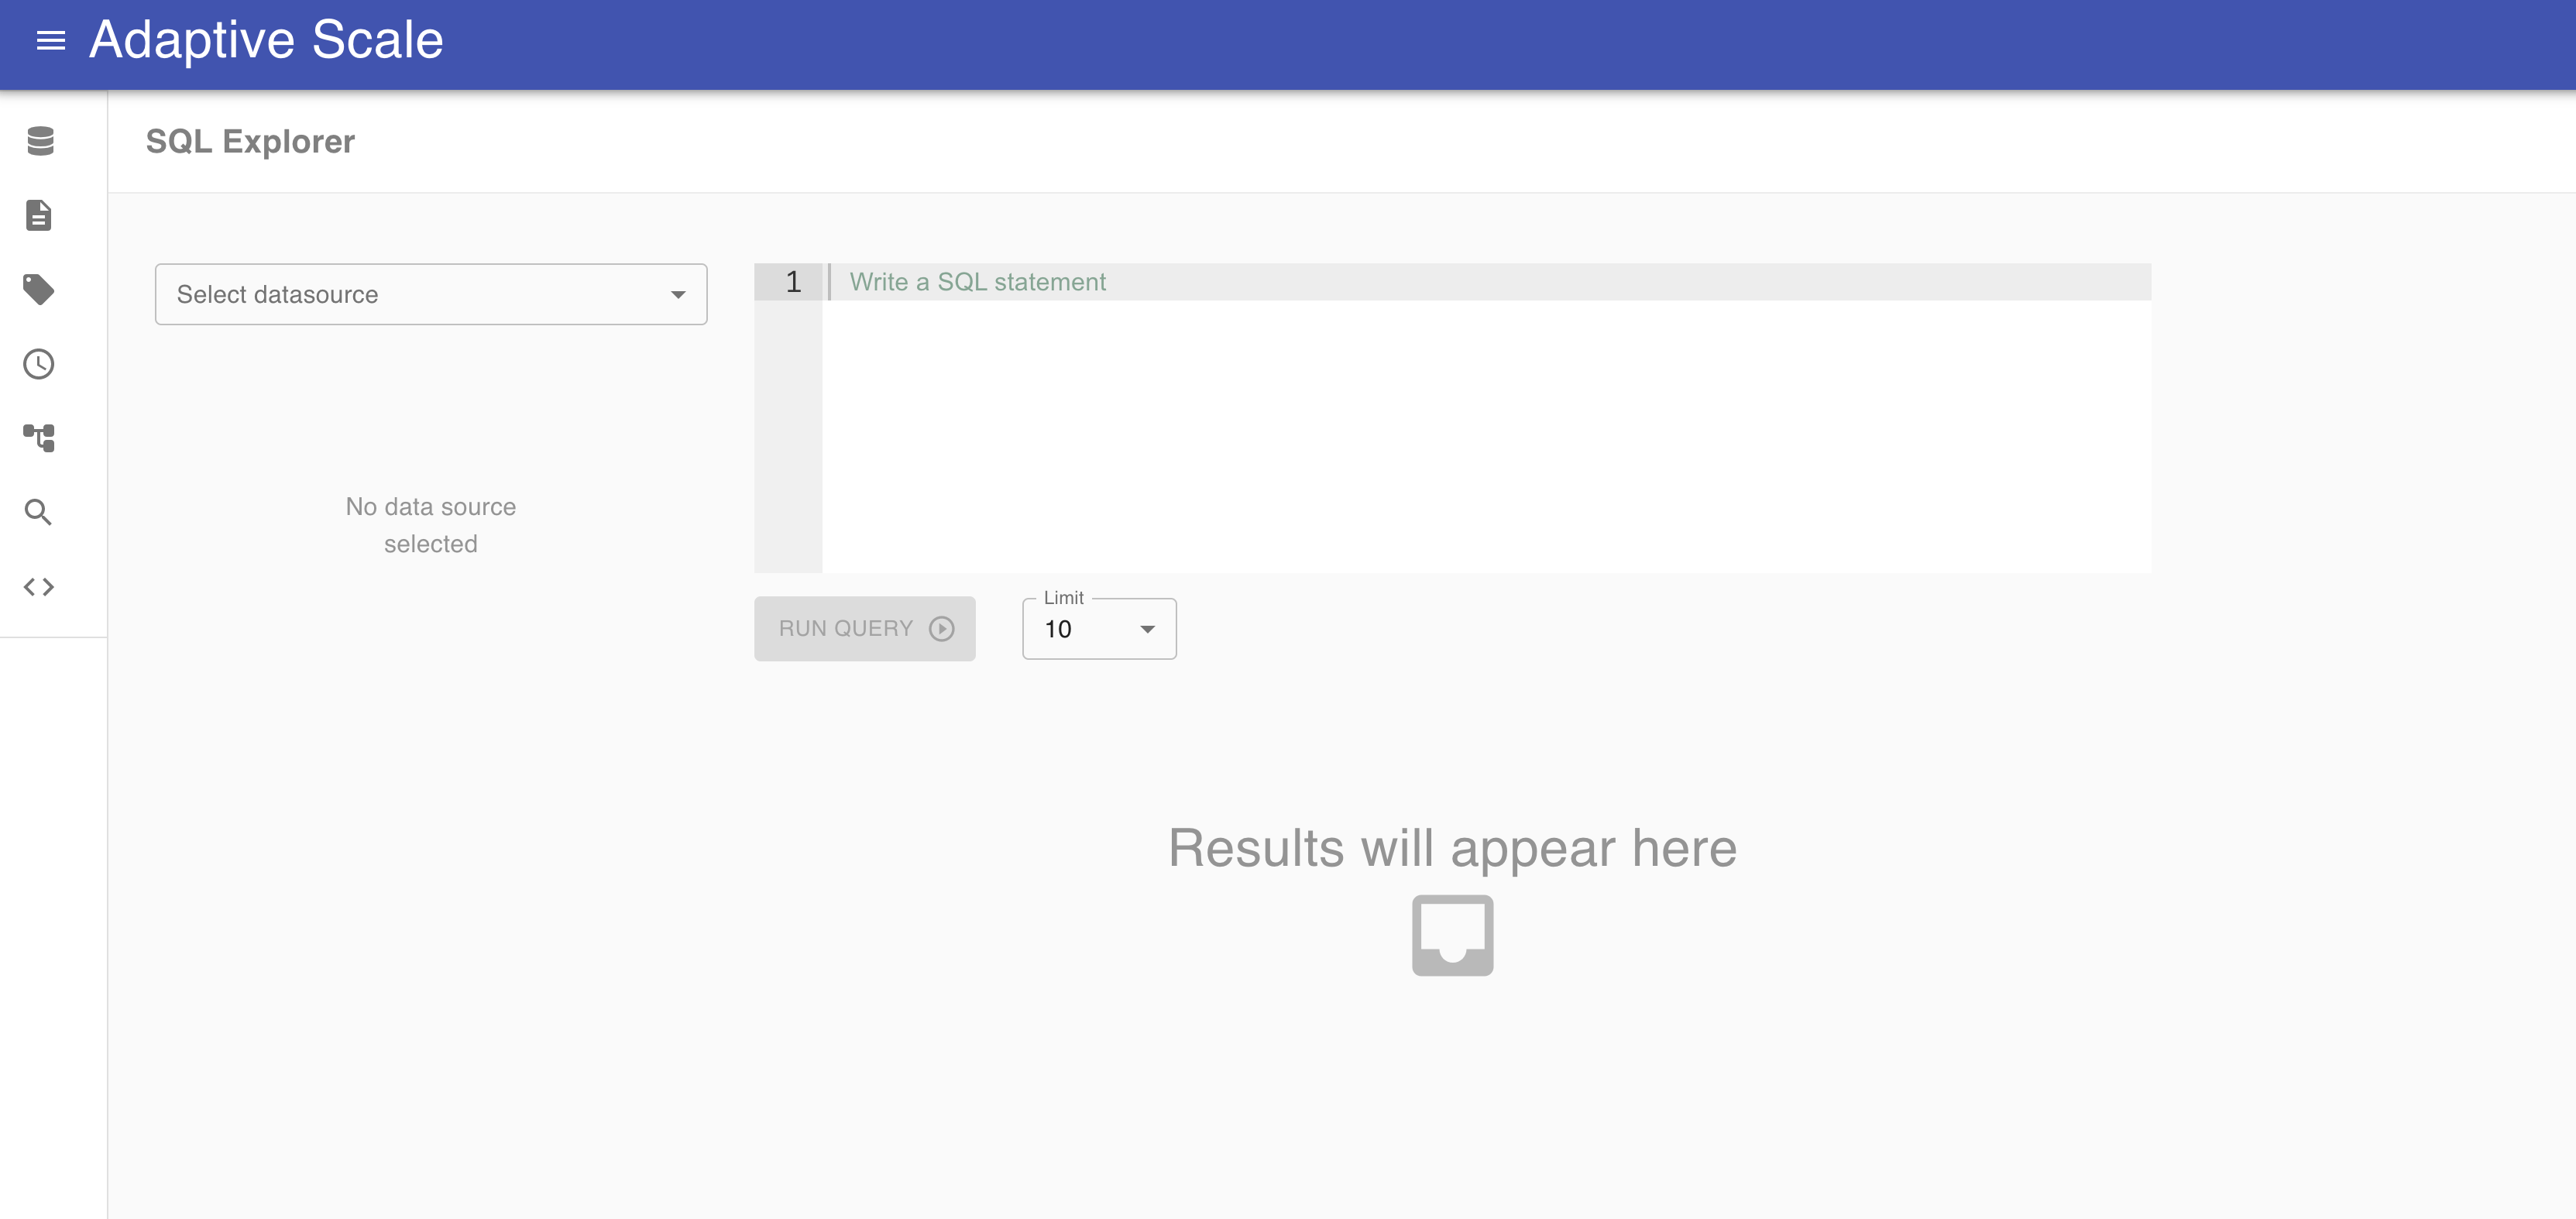 Adaptive Scale
SQL Explorer
Select datasource
No data source
selected
1
Write a SQL statement
RUN QUERY
Limit
10
Results will appear here